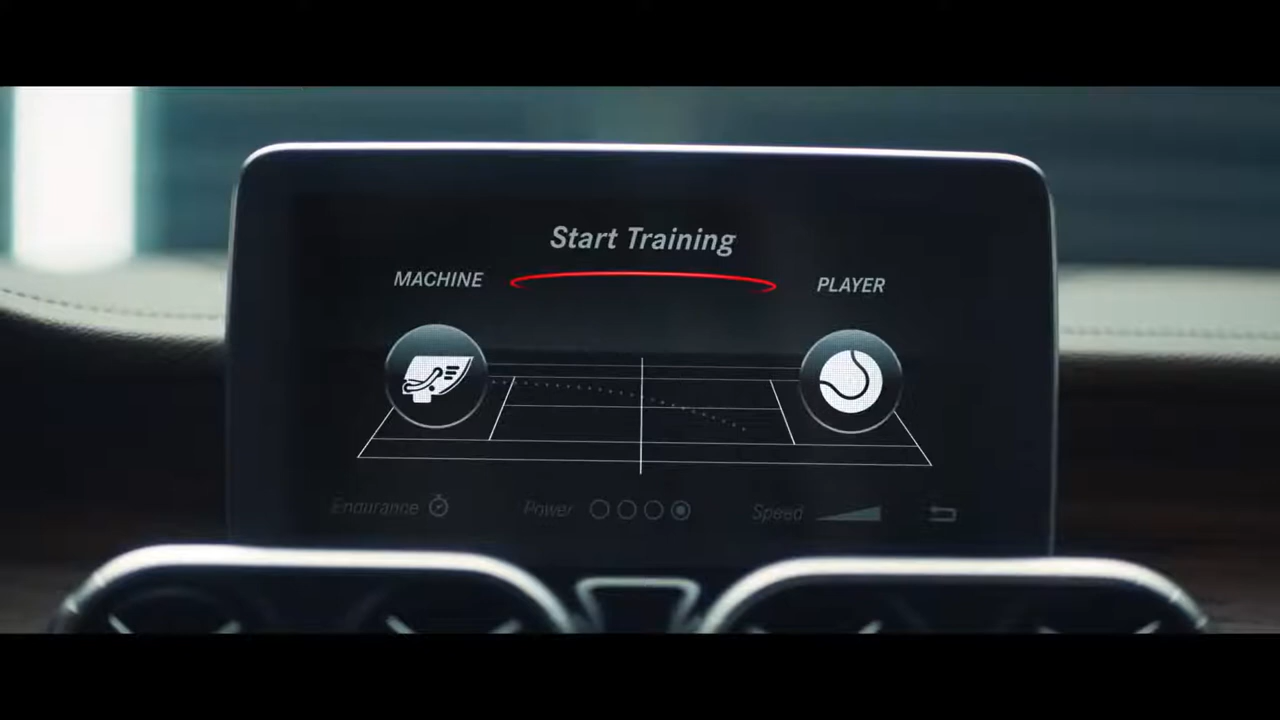 Start Training
MACHINE
PLAYER
Endurance
Power
Speed